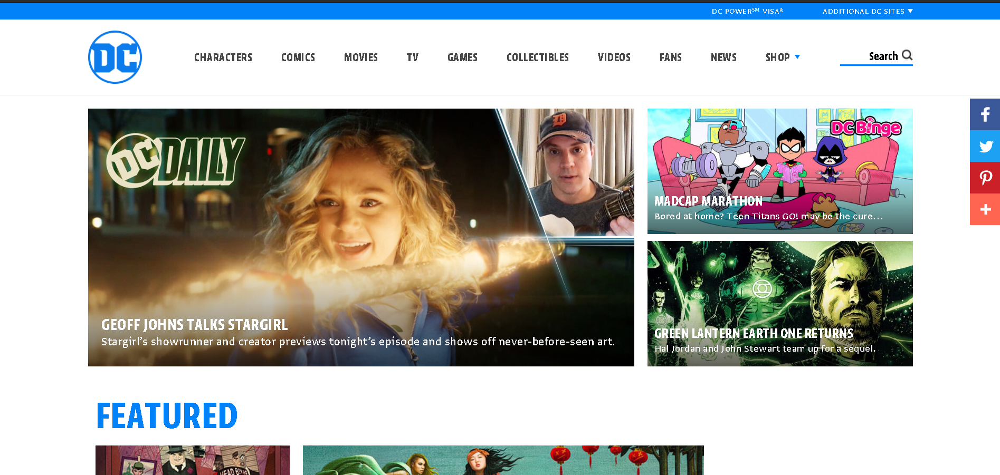 DC POWER℠ VISA®
ADDITIONAL DC SITES
DC
CHARACTERS
COMICS
MOVIES
TV
GAMES
COLLECTIBLES
VIDEOS
FANS
NEWS
SHOP
Search
DC DAILY
D
GEOFF JOHNS TALKS STARGIRL
Stargirl’s showrunner and creator previews tonight’s episode and shows off never-before-seen art.
DC Binge
MADCAP MARATHON
Bored at home? Teen Titans GO! may be the cure…
GREEN LANTERN EARTH ONE RETURNS
Hal Jordan and John Stewart team up for a sequel.
FEATURED